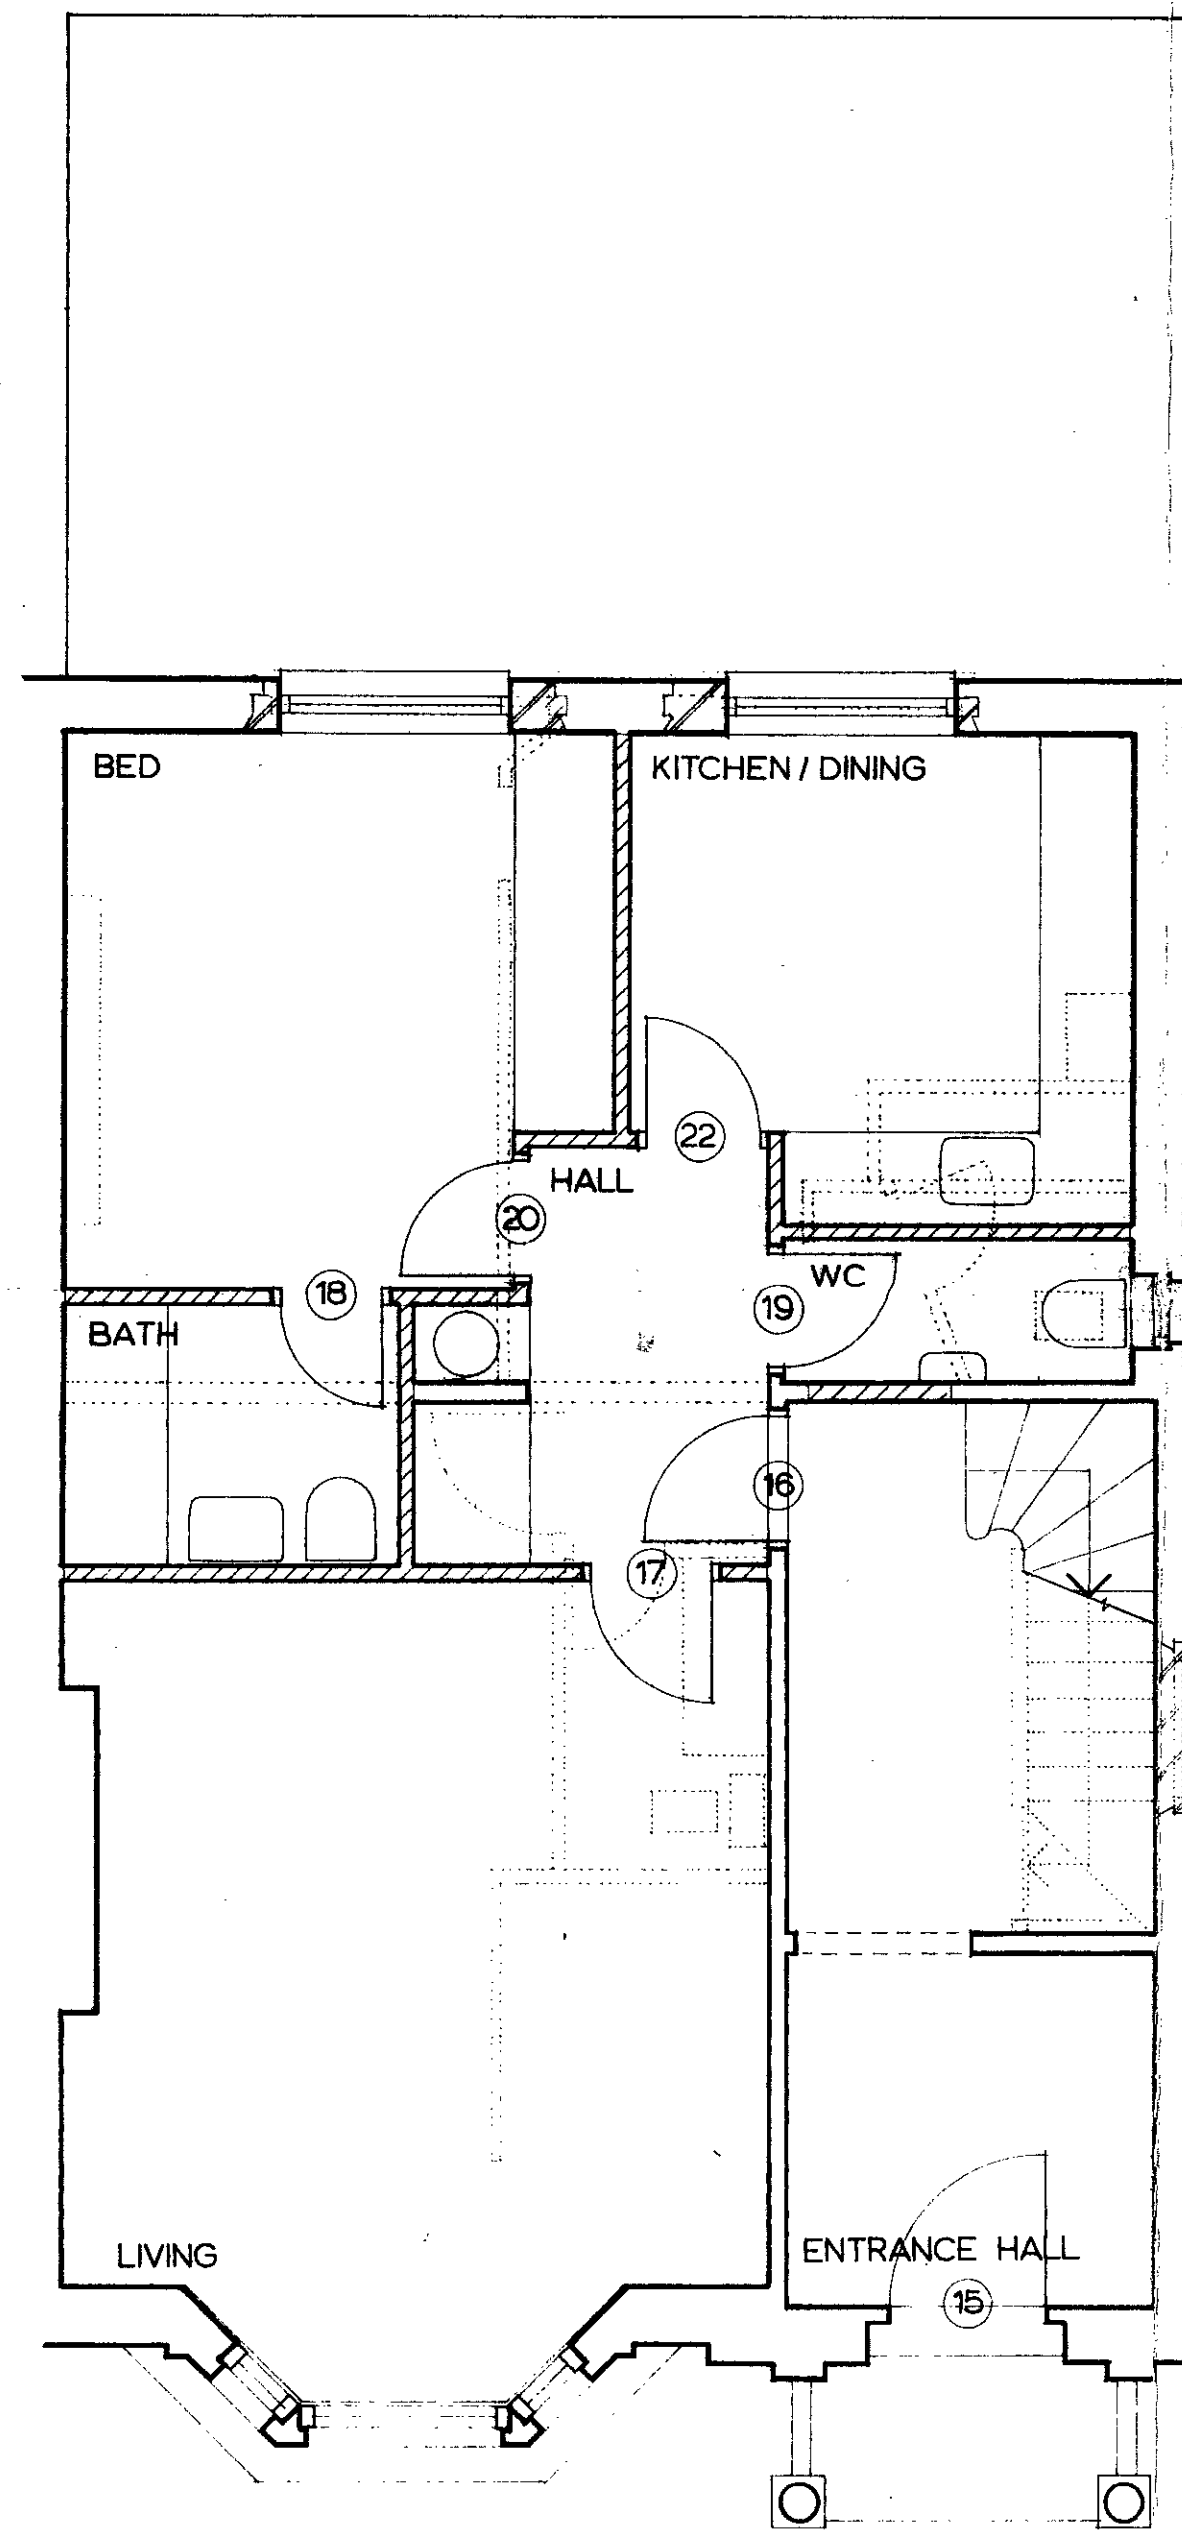 BED
KITCHEN / DINING
22
HALL
20
WC
18
19
BATH
16
17
LIVING
ENTRANCE HALL
15